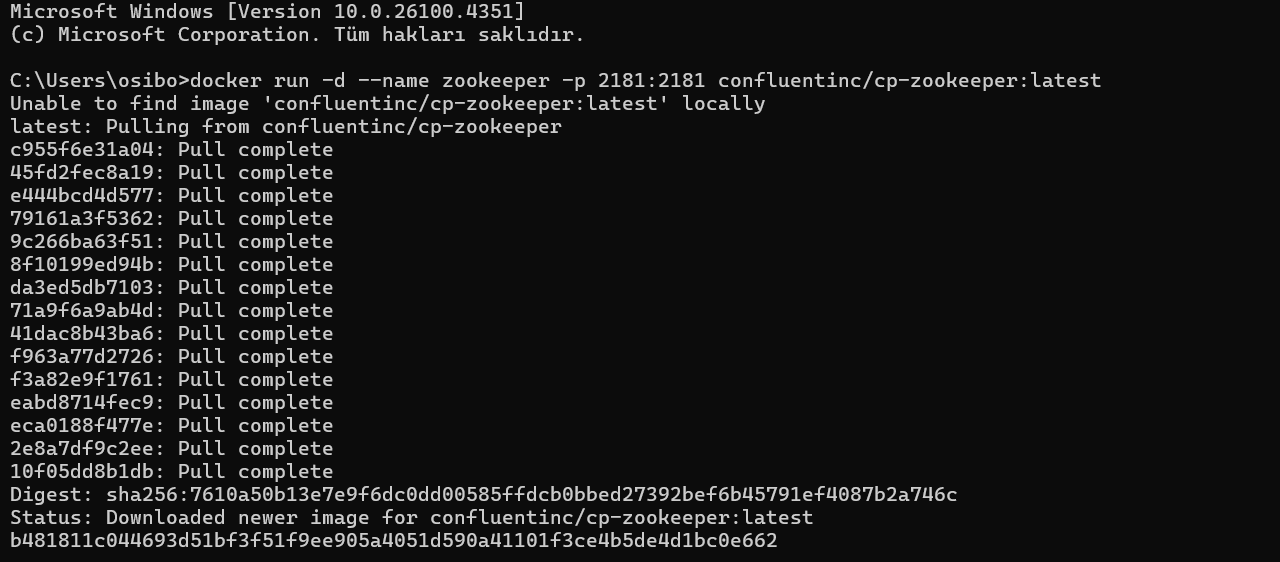 Microsoft Windows [Version 10.0.26100.4351]
(c) Microsoft Corporation. Tüm hakları saklıdır.
C:\Users\osibo>docker run -d --name zookeeper -p 2181:2181 confluentinc/cp-zookeeper:latest
Unable to find image 'confluentinc/cp-zookeeper:latest' locally
latest: Pulling from confluentinc/cp-zookeeper
c955f6e31a04: Pull complete
45fd2fec8a19: Pull complete
e444bcd4d577: Pull complete
79161a3f5362: Pull complete
9c266ba63f51: Pull complete
8f10199ed94b: Pull complete
da3ed5db7103: Pull complete
71a9f6a9ab4d: Pull complete
41dac8b43ba6: Pull complete
f963a77d2726: Pull complete
f3a82e9f1761: Pull complete
eabd8714fec9: Pull complete
eca0188f477e: Pull complete
2e8a7df9c2ee: Pull complete
10f05dd8b1db: Pull complete
Digest: sha256:7610a50b13e7e9f6dc0dd00585ffdcb0bbed27392bef6b45791ef4087b2a746c
Status: Downloaded newer image for confluentinc/cp-zookeeper:latest
b481811c044693d51bf3f51f9ee905a4051d590a41101f3ce4b5de4d1bc0e662